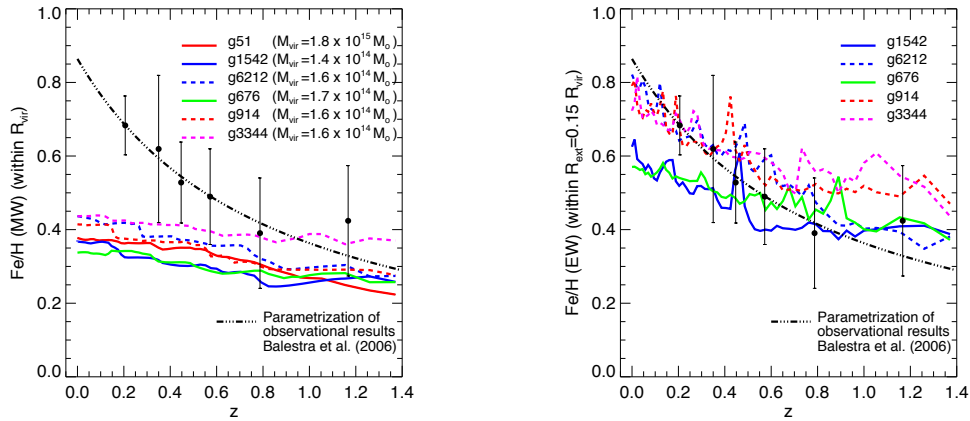 Fe/H (MW) (within R_vir)
1.0
0.8
0.6
0.4
0.2
0.0
g51 (M_vir=1.8 x 10^15 M_o)
g1542 (M_vir=1.4 x 10^14 M_o)
g6212 (M_vir=1.6 x 10^14 M_o)
g676 (M_vir=1.7 x 10^14 M_o)
g914 (M_vir=1.6 x 10^14 M_o)
g3344 (M_vir=1.6 x 10^14 M_o)
Parametrization of
observational results
Balestra et al. (2006)
0.0 0.2 0.4 0.6 0.8 1.0 1.2 1.4
z
Fe/H (EW) (within R_ext=0.15 R_vir)
1.0
0.8
0.6
0.4
0.2
0.0
g1542
g6212
g676
g914
g3344
Parametrization of
observational results
Balestra et al. (2006)
0.0 0.2 0.4 0.6 0.8 1.0 1.2 1.4
z